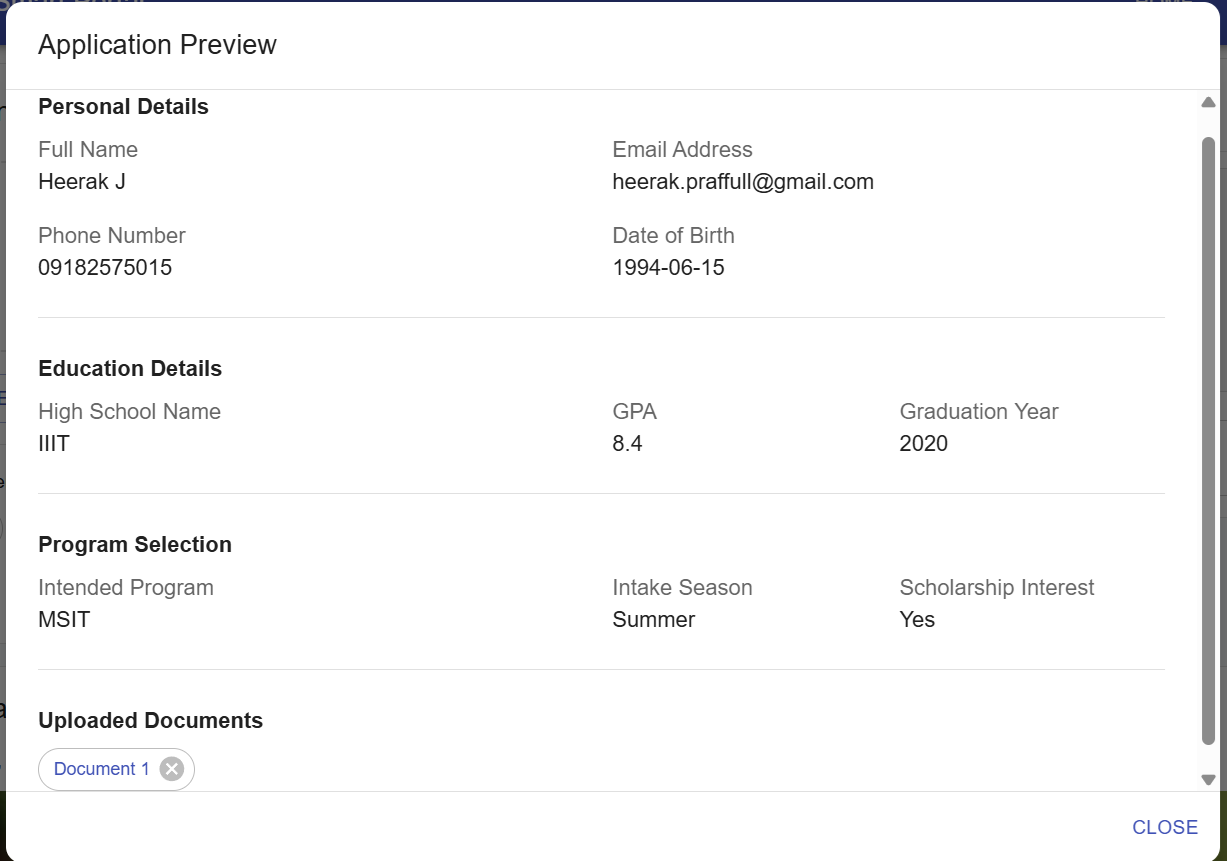 Application Preview
Personal Details
Full Name
Email Address
Heerak J
heerak.praffull@gmail.com
Phone Number
Date of Birth
09182575015
1994-06-15
Education Details
High School Name
GPA
Graduation Year
IIIT
8.4
2020
Program Selection
Intended Program
Intake Season
Scholarship Interest
MSIT
Summer
Yes
Uploaded Documents
Document 1
CLOSE